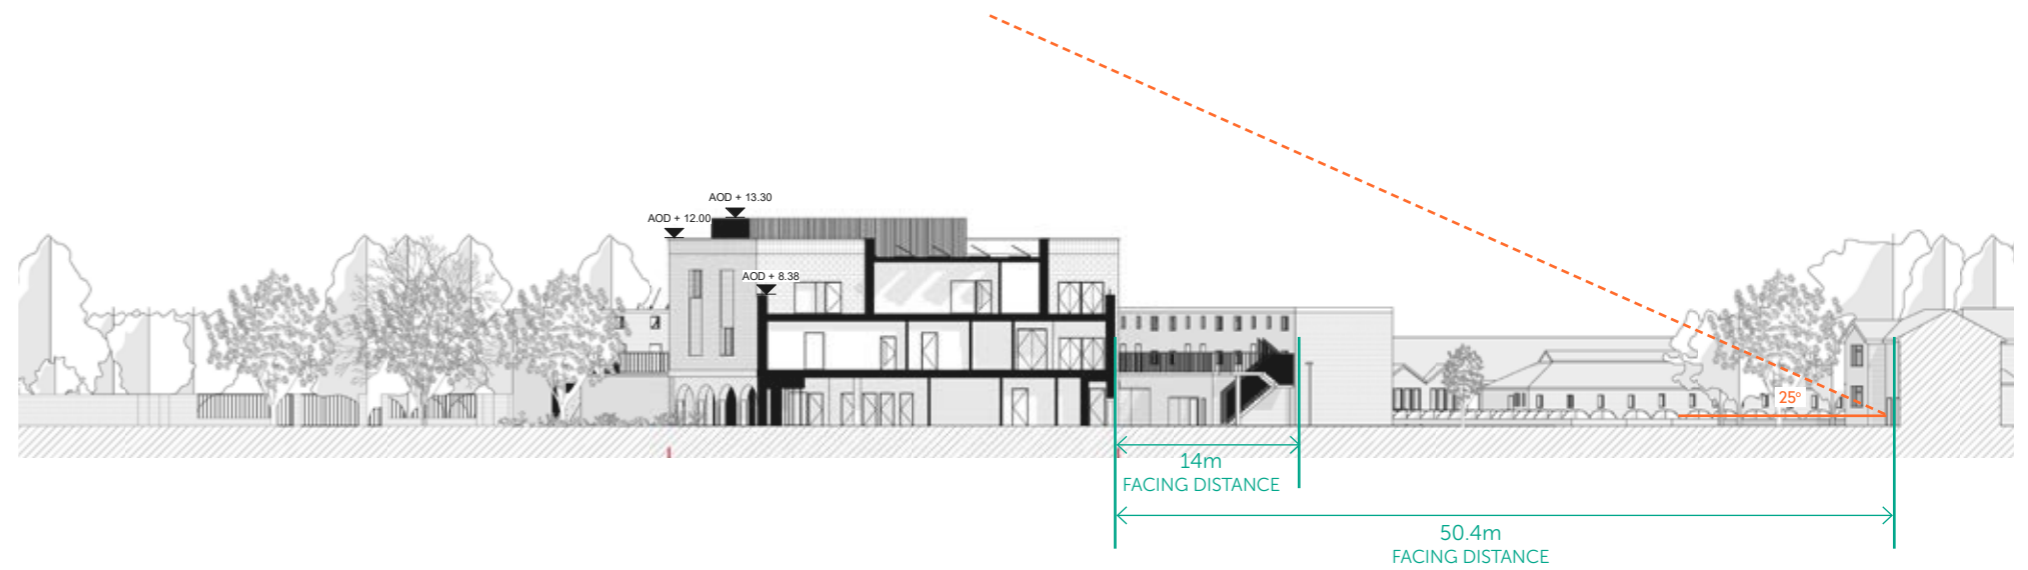 AOD + 13.30
AOD + 12.00
AOD + 8.38
25°
14m
FACING DISTANCE
50.4m
FACING DISTANCE